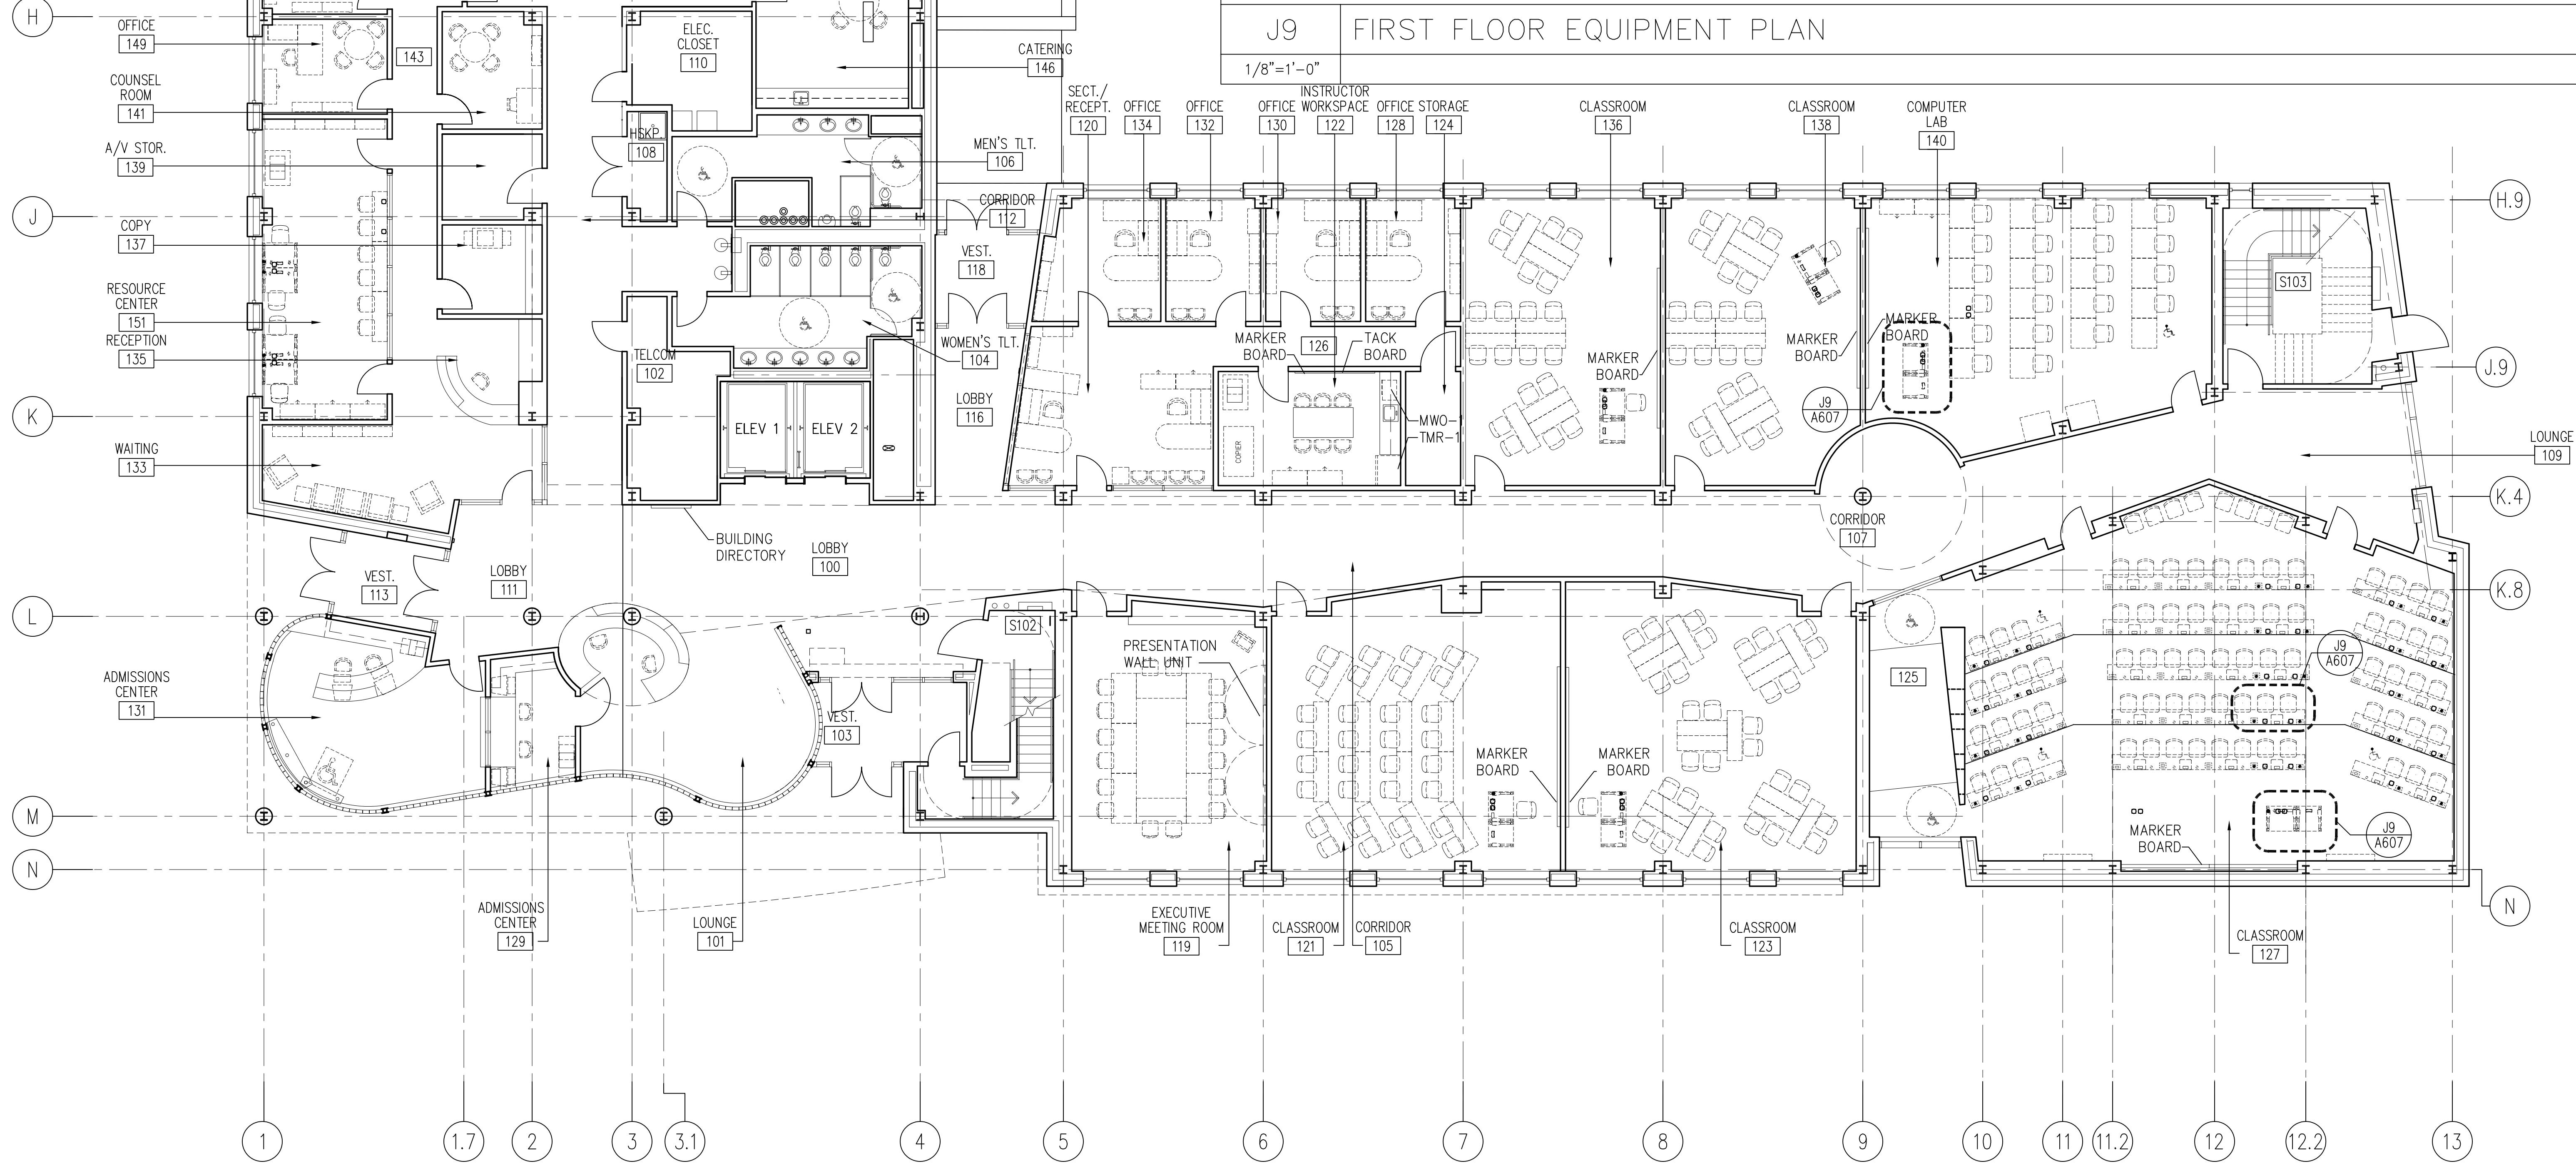 J9
FIRST FLOOR EQUIPMENT PLAN
1/8"=1'-0"
H
OFFICE
149
143
COUNSEL
ROOM
141
A/V STOR.
139
J
COPY
137
RESOURCE
CENTER
151
RECEPTION
135
K
WAITING
133
ELEC.
CLOSET
110
HSKP.
108
CATERING
146
MEN'S TLT.
106
CORRIDOR
112
VEST.
118
WOMEN'S TLT.
104
TELCOM
102
ELEV 1
ELEV 2
LOBBY
116
SECT./
RECEPT.
120
OFFICE
134
OFFICE
132
OFFICE
130
INSTRUCTOR
WORKSPACE
122
OFFICE
128
STORAGE
124
CLASSROOM
136
CLASSROOM
138
COMPUTER
LAB
140
H.9
S103
MARKER
BOARD
126
TACK
BOARD
MARKER
BOARD
MARKER
BOARD
MARKER
BOARD
J9
A607
J.9
COPIER
MWO-1
TMR-1
LOUNGE
109
K.4
BUILDING
DIRECTORY
LOBBY
100
CORRIDOR
107
VEST.
113
LOBBY
111
L
K.8
S102
PRESENTATION
WALL UNIT
125
J9
A607
ADMISSIONS
CENTER
131
VEST.
103
MARKER
BOARD
MARKER
BOARD
M
MARKER
BOARD
J9
A607
N
N
ADMISSIONS
CENTER
129
LOUNGE
101
EXECUTIVE
MEETING ROOM
119
CLASSROOM
121
CORRIDOR
105
CLASSROOM
123
CLASSROOM
127
1
1.7
2
3
3.1
4
5
6
7
8
9
10
11
11.2
12
12.2
13